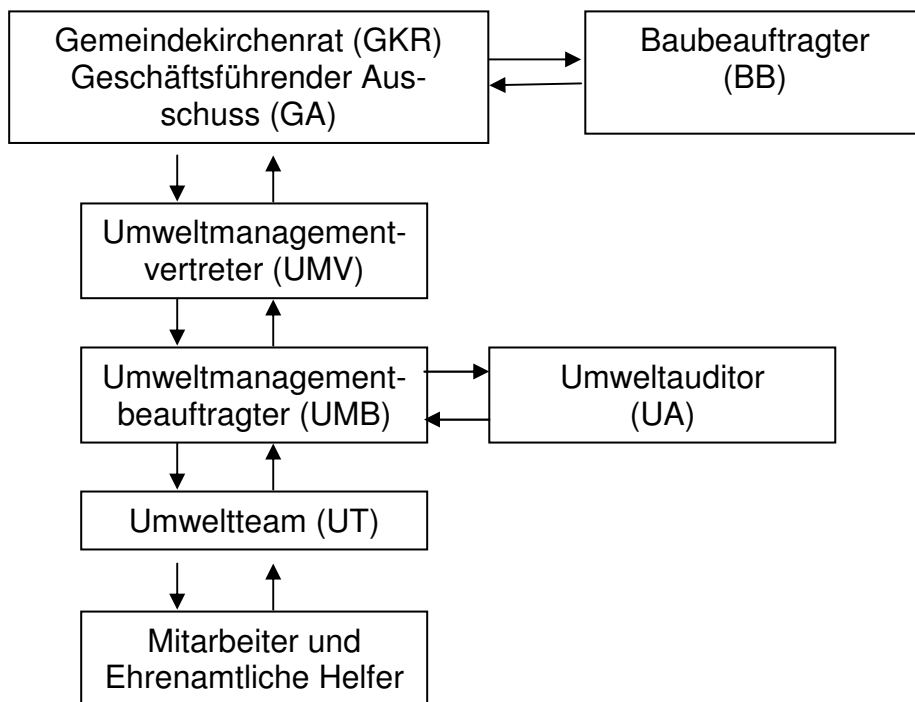 Gemeindekirchenrat (GKR)
Geschäftsführender Aus-
schuss (GA)
Baubeauftragter
(BB)
Umweltmanagement-
vertreter (UMV)
Umweltmanagement-
beauftragter (UMB)
Umweltauditor
(UA)
Umweltteam (UT)
Mitarbeiter und
Ehrenamtliche Helfer